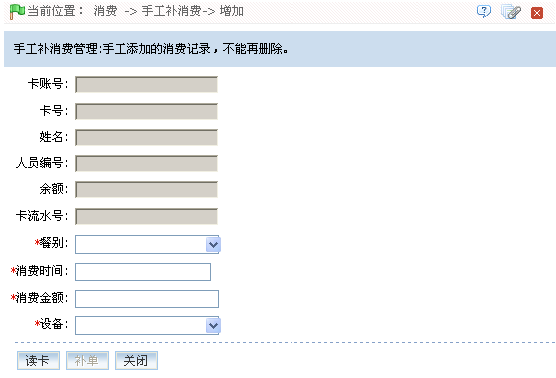 当前位置： 消费 -> 手工补消费-> 增加
手工补消费管理:手工添加的消费记录，不能再删除。
卡账号:
卡号:
姓名:
人员编号:
余额:
卡流水号:
*餐别:
*消费时间:
*消费金额:
*设备:
读卡 补单 关闭